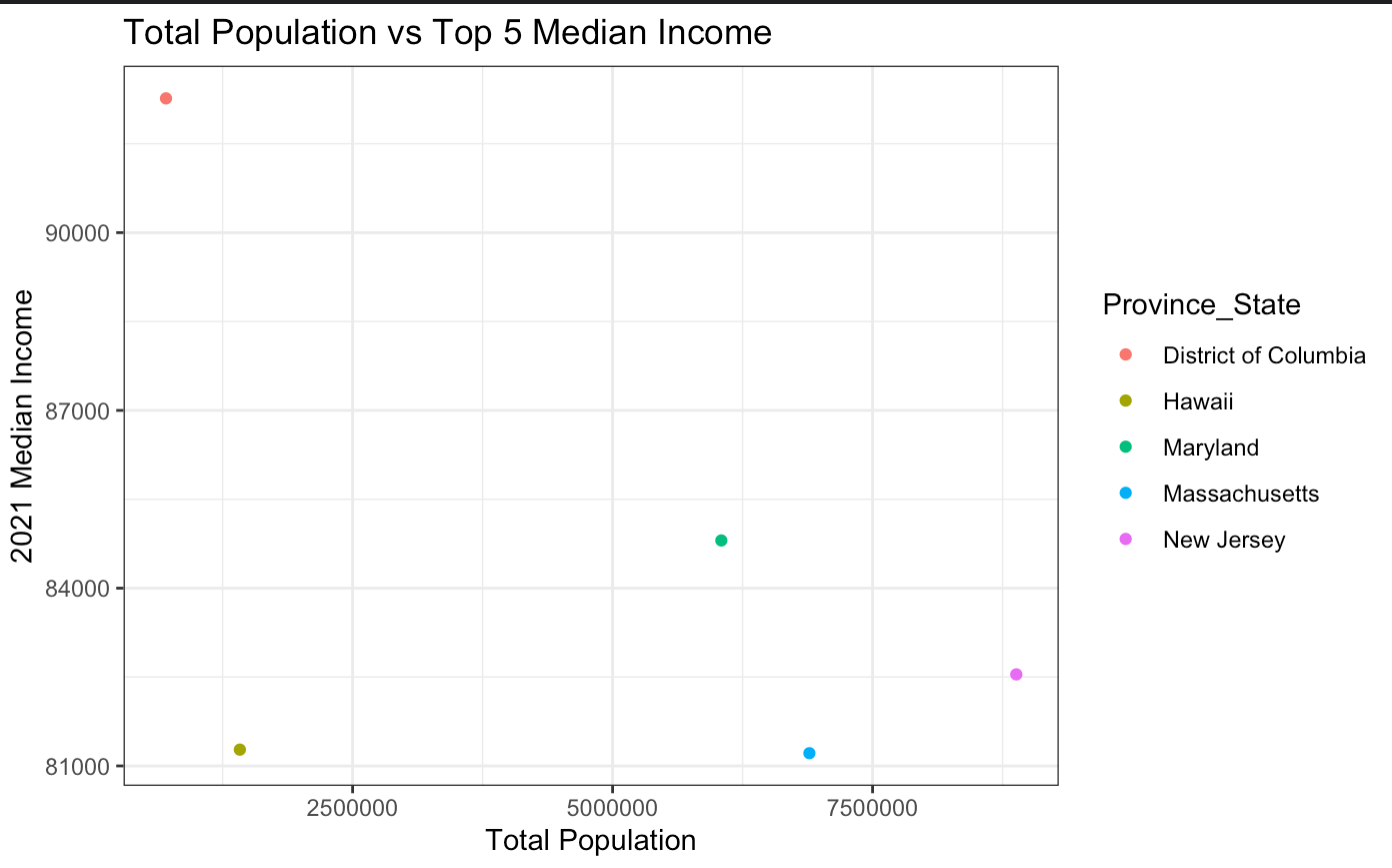 Total Population vs Top 5 Median Income
2021 Median Income
90000
87000
84000
81000
2500000 5000000 7500000
Total Population
Province_State
District of Columbia
Hawaii
Maryland
Massachusetts
New Jersey